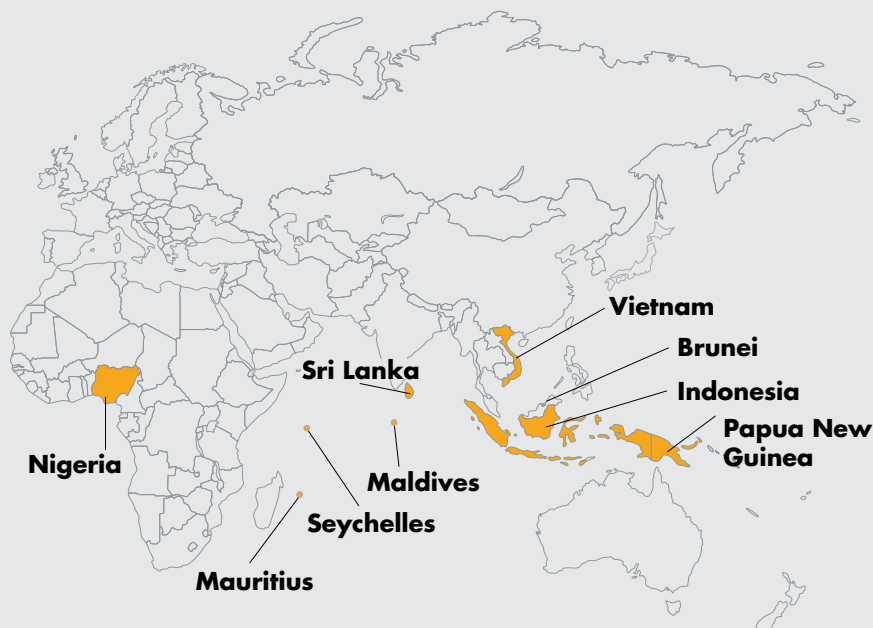 Vietnam
Brunei
Sri Lanka
Indonesia
Papua New
Guinea
Nigeria
Maldives
Seychelles
Mauritius